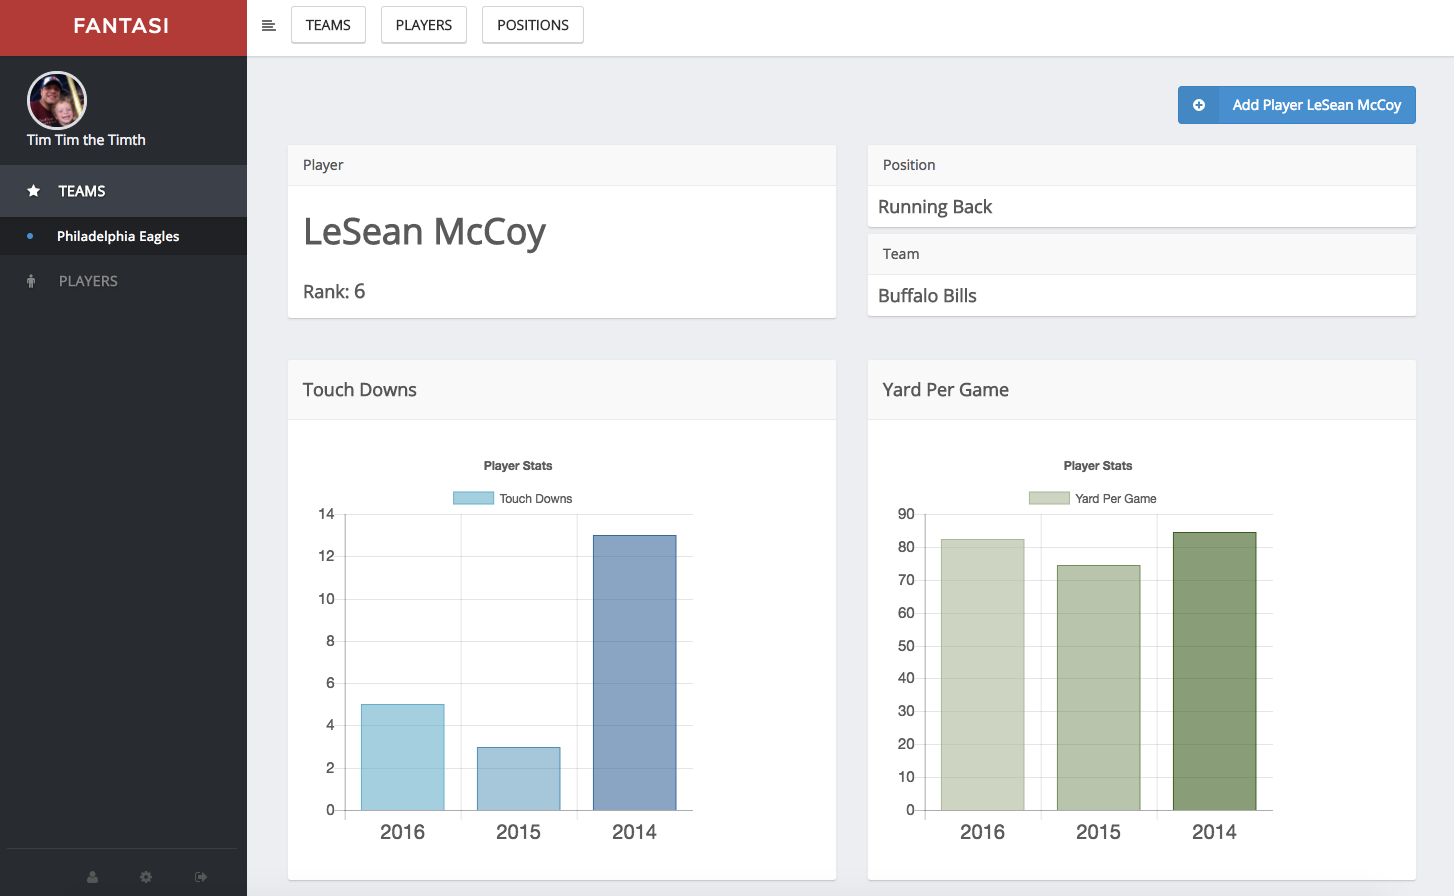 FANTASI
TEAMS
PLAYERS
POSITIONS
Tim Tim the Timth
TEAMS
Philadelphia Eagles
PLAYERS
Add Player LeSean McCoy
Player
LeSean McCoy
Rank: 6
Position
Running Back
Team
Buffalo Bills
Touch Downs
Player Stats
Touch Downs
14
12
10
8
6
4
2
0
2016 2015 2014
Yard Per Game
Player Stats
Yard Per Game
90
80
70
60
50
40
30
20
10
0
2016 2015 2014